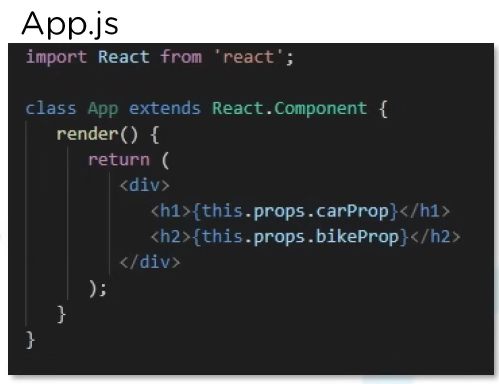 App.js
import React from 'react';
class App extends React.Component {
render() {
return (
<div>
<h1>{this.props.carProp}</h1>
<h2>{this.props.bikeProp}</h2>
</div>
);
}
}